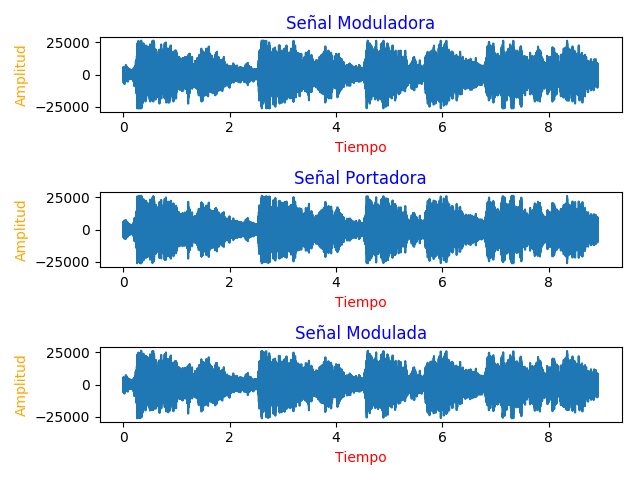 Señal Moduladora
25000
0
−25000
Amplitud
0 2 4 6 8
Tiempo
Señal Portadora
25000
0
−25000
Amplitud
0 2 4 6 8
Tiempo
Señal Modulada
25000
0
−25000
Amplitud
0 2 4 6 8
Tiempo